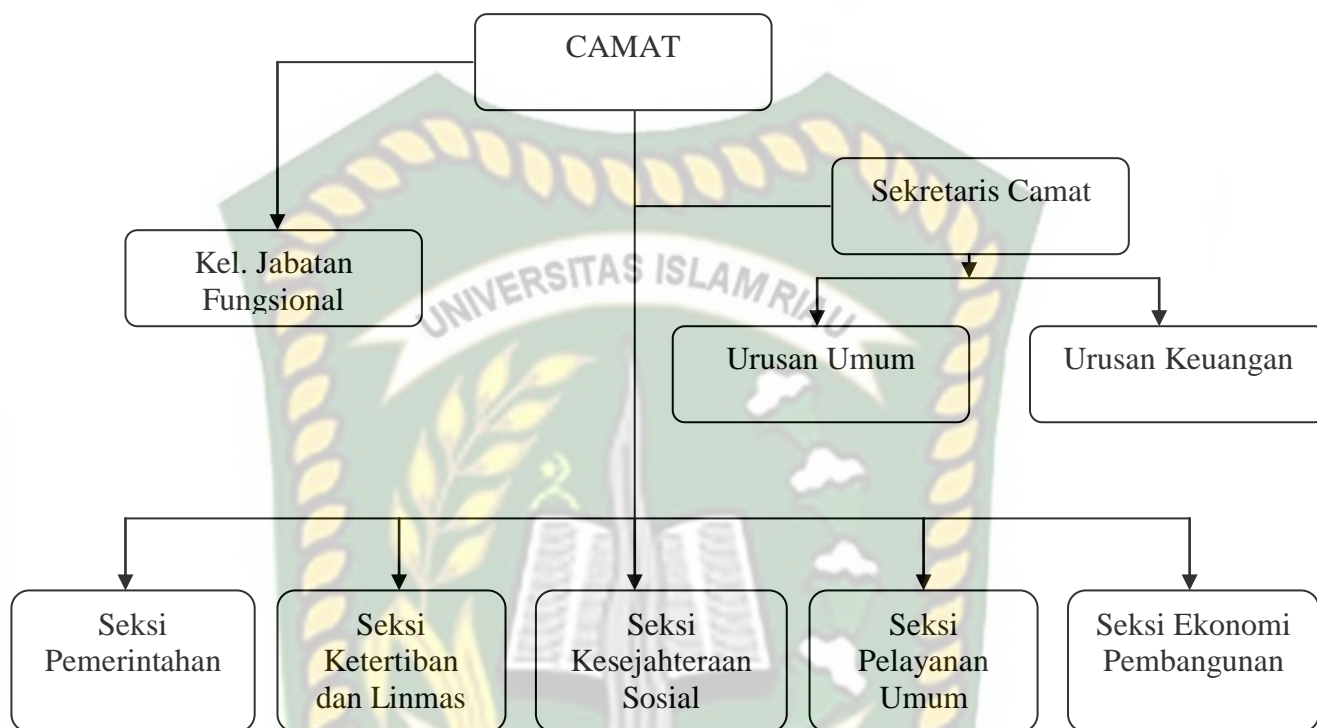 CAMAT
Sekretaris Camat
Kel. Jabatan
Fungsional
UNIVERSITAS ISLAM RIAU
Urusan Umum
Urusan Keuangan
Seksi
Pemerintahan
Seksi
Ketertiban
dan Linmas
Seksi
Kesejahteraan
Sosial
Seksi
Pelayanan
Umum
Seksi Ekonomi
Pembangunan